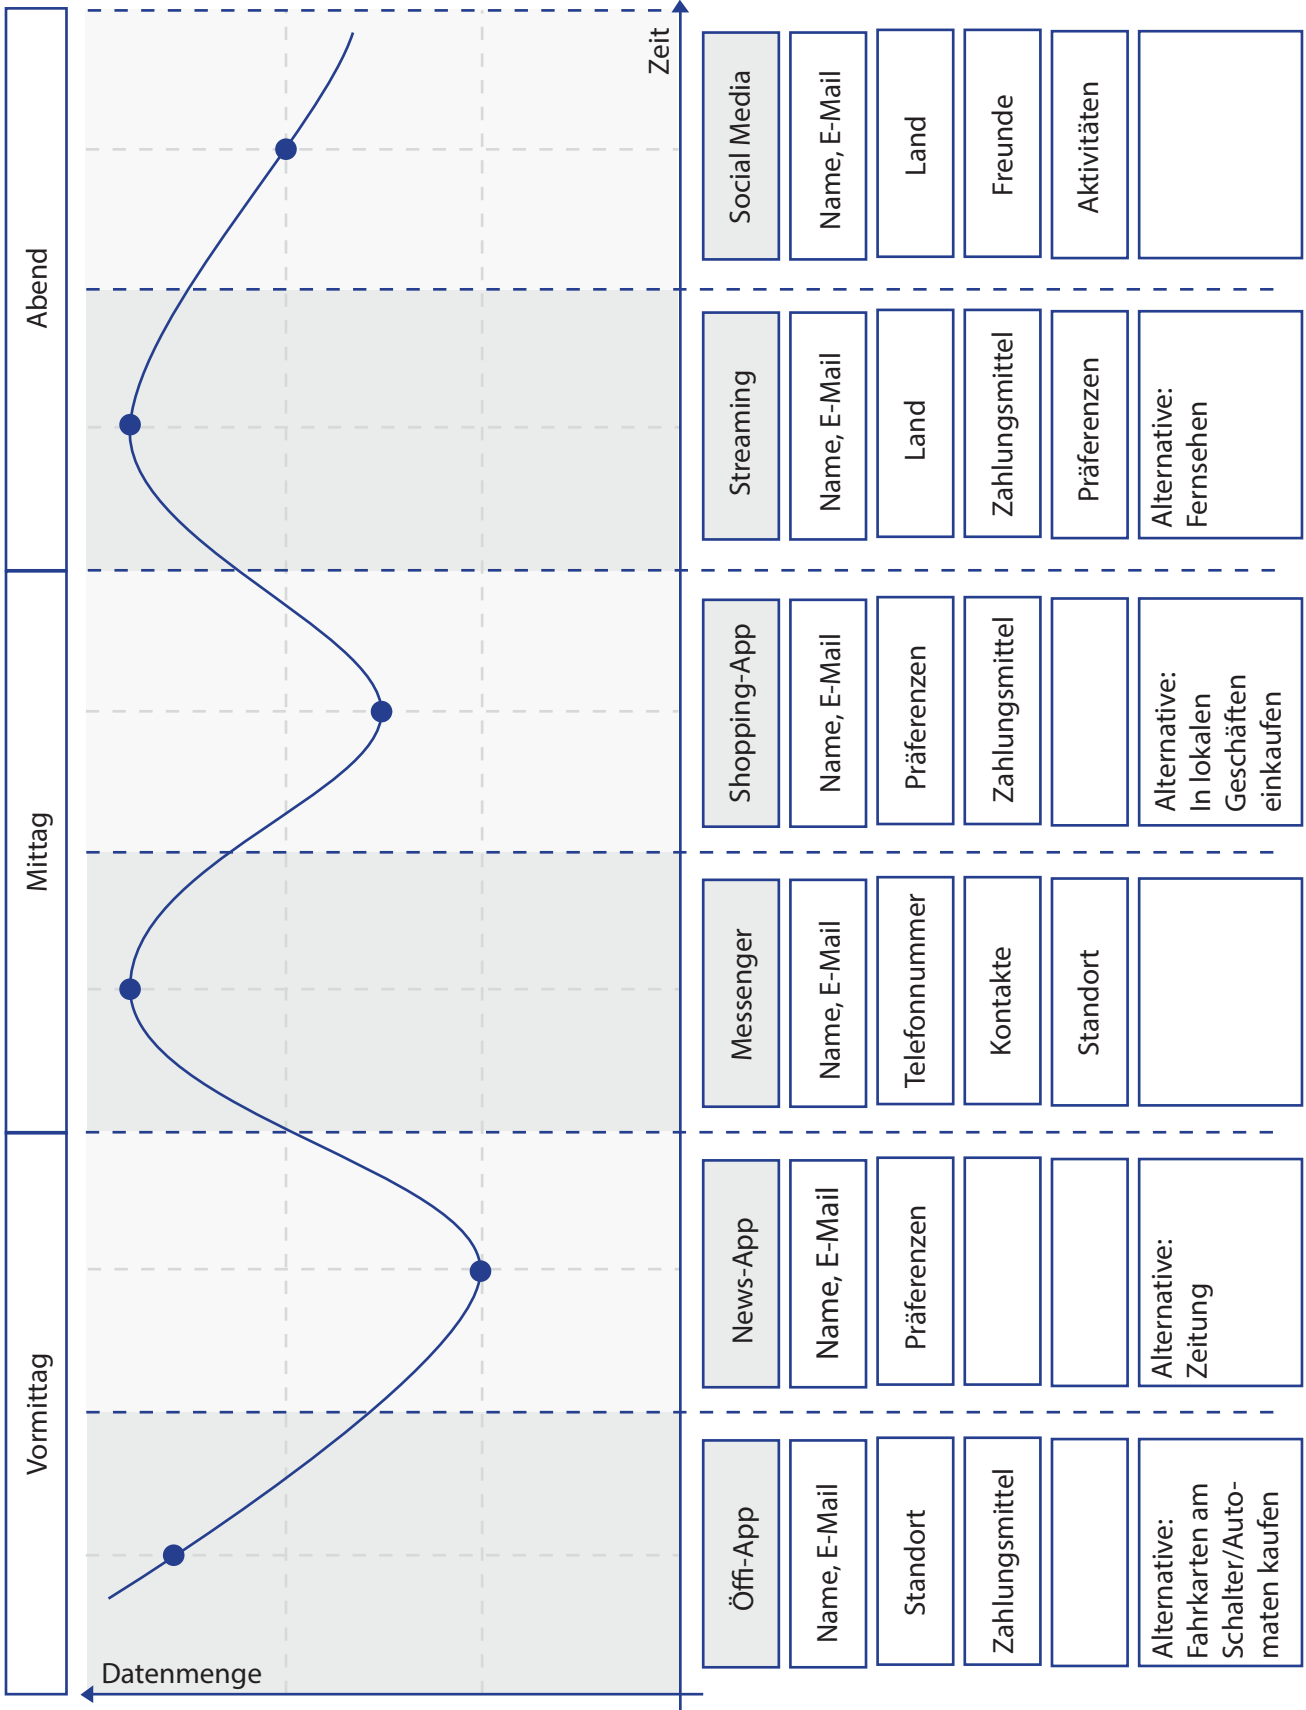 Vormittag
Mittag
Abend
Datenmenge
Zeit
Öffi-App
Name, E-Mail
Standort
Zahlungsmittel
Alternative:
Fahrkarten am
Schalter/Auto-
maten kaufen
News-App
Name, E-Mail
Präferenzen
Alternative:
Zeitung
Messenger
Name, E-Mail
Telefonnummer
Kontakte
Standort
Shopping-App
Name, E-Mail
Präferenzen
Zahlungsmittel
Alternative:
In lokalen
Geschäften
einkaufen
Streaming
Name, E-Mail
Land
Zahlungsmittel
Präferenzen
Alternative:
Fernsehen
Social Media
Name, E-Mail
Land
Freunde
Aktivitäten